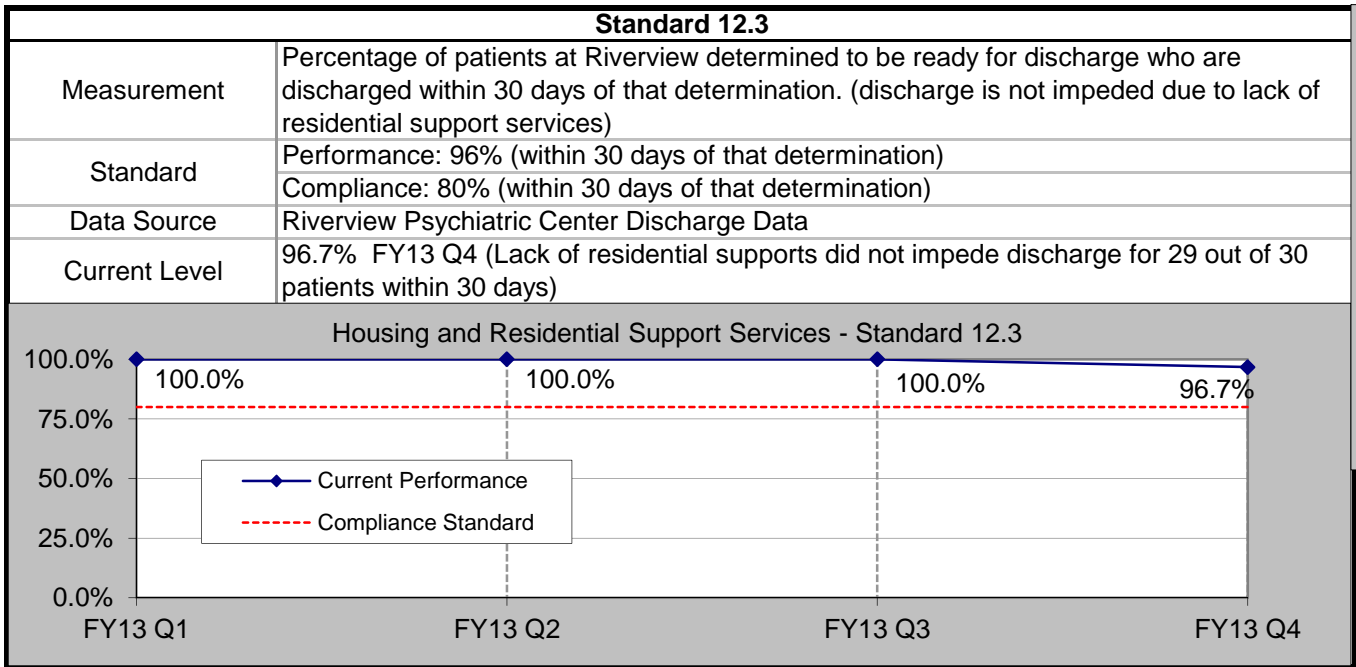 Standard 12.3
Measurement
Percentage of patients at Riverview determined to be ready for discharge who are
discharged within 30 days of that determination. (discharge is not impeded due to lack of
residential support services)
Standard
Performance: 96% (within 30 days of that determination)
Compliance: 80% (within 30 days of that determination)
Data Source
Riverview Psychiatric Center Discharge Data
Current Level
96.7%  FY13 Q4 (Lack of residential supports did not impede discharge for 29 out of 30
patients within 30 days)
Housing and Residential Support Services - Standard 12.3
100.0%
75.0%
50.0%
25.0%
0.0%
100.0%
100.0%
100.0%
96.7%
Current Performance
Compliance Standard
FY13 Q1
FY13 Q2
FY13 Q3
FY13 Q4